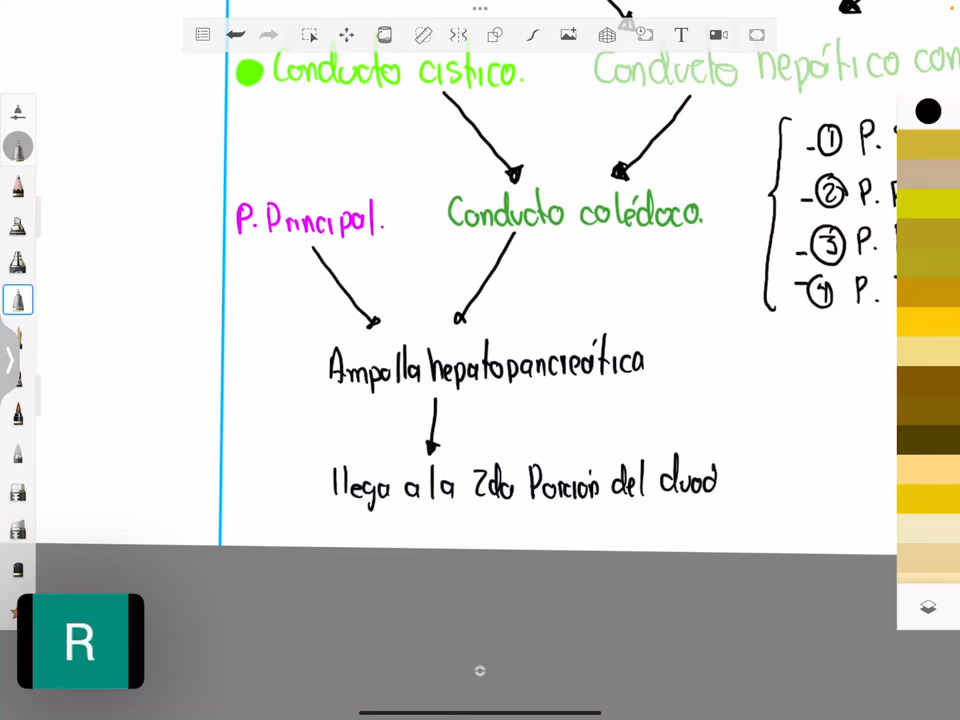 Conducto cístico.
Conducto hepático com
P. Principal.
Conducto colédoco.
-① P.
-② P. P
-③ P.
-④ P.
Ampolla hepatopancreática
llega a la 2da Porción del duod
R
T